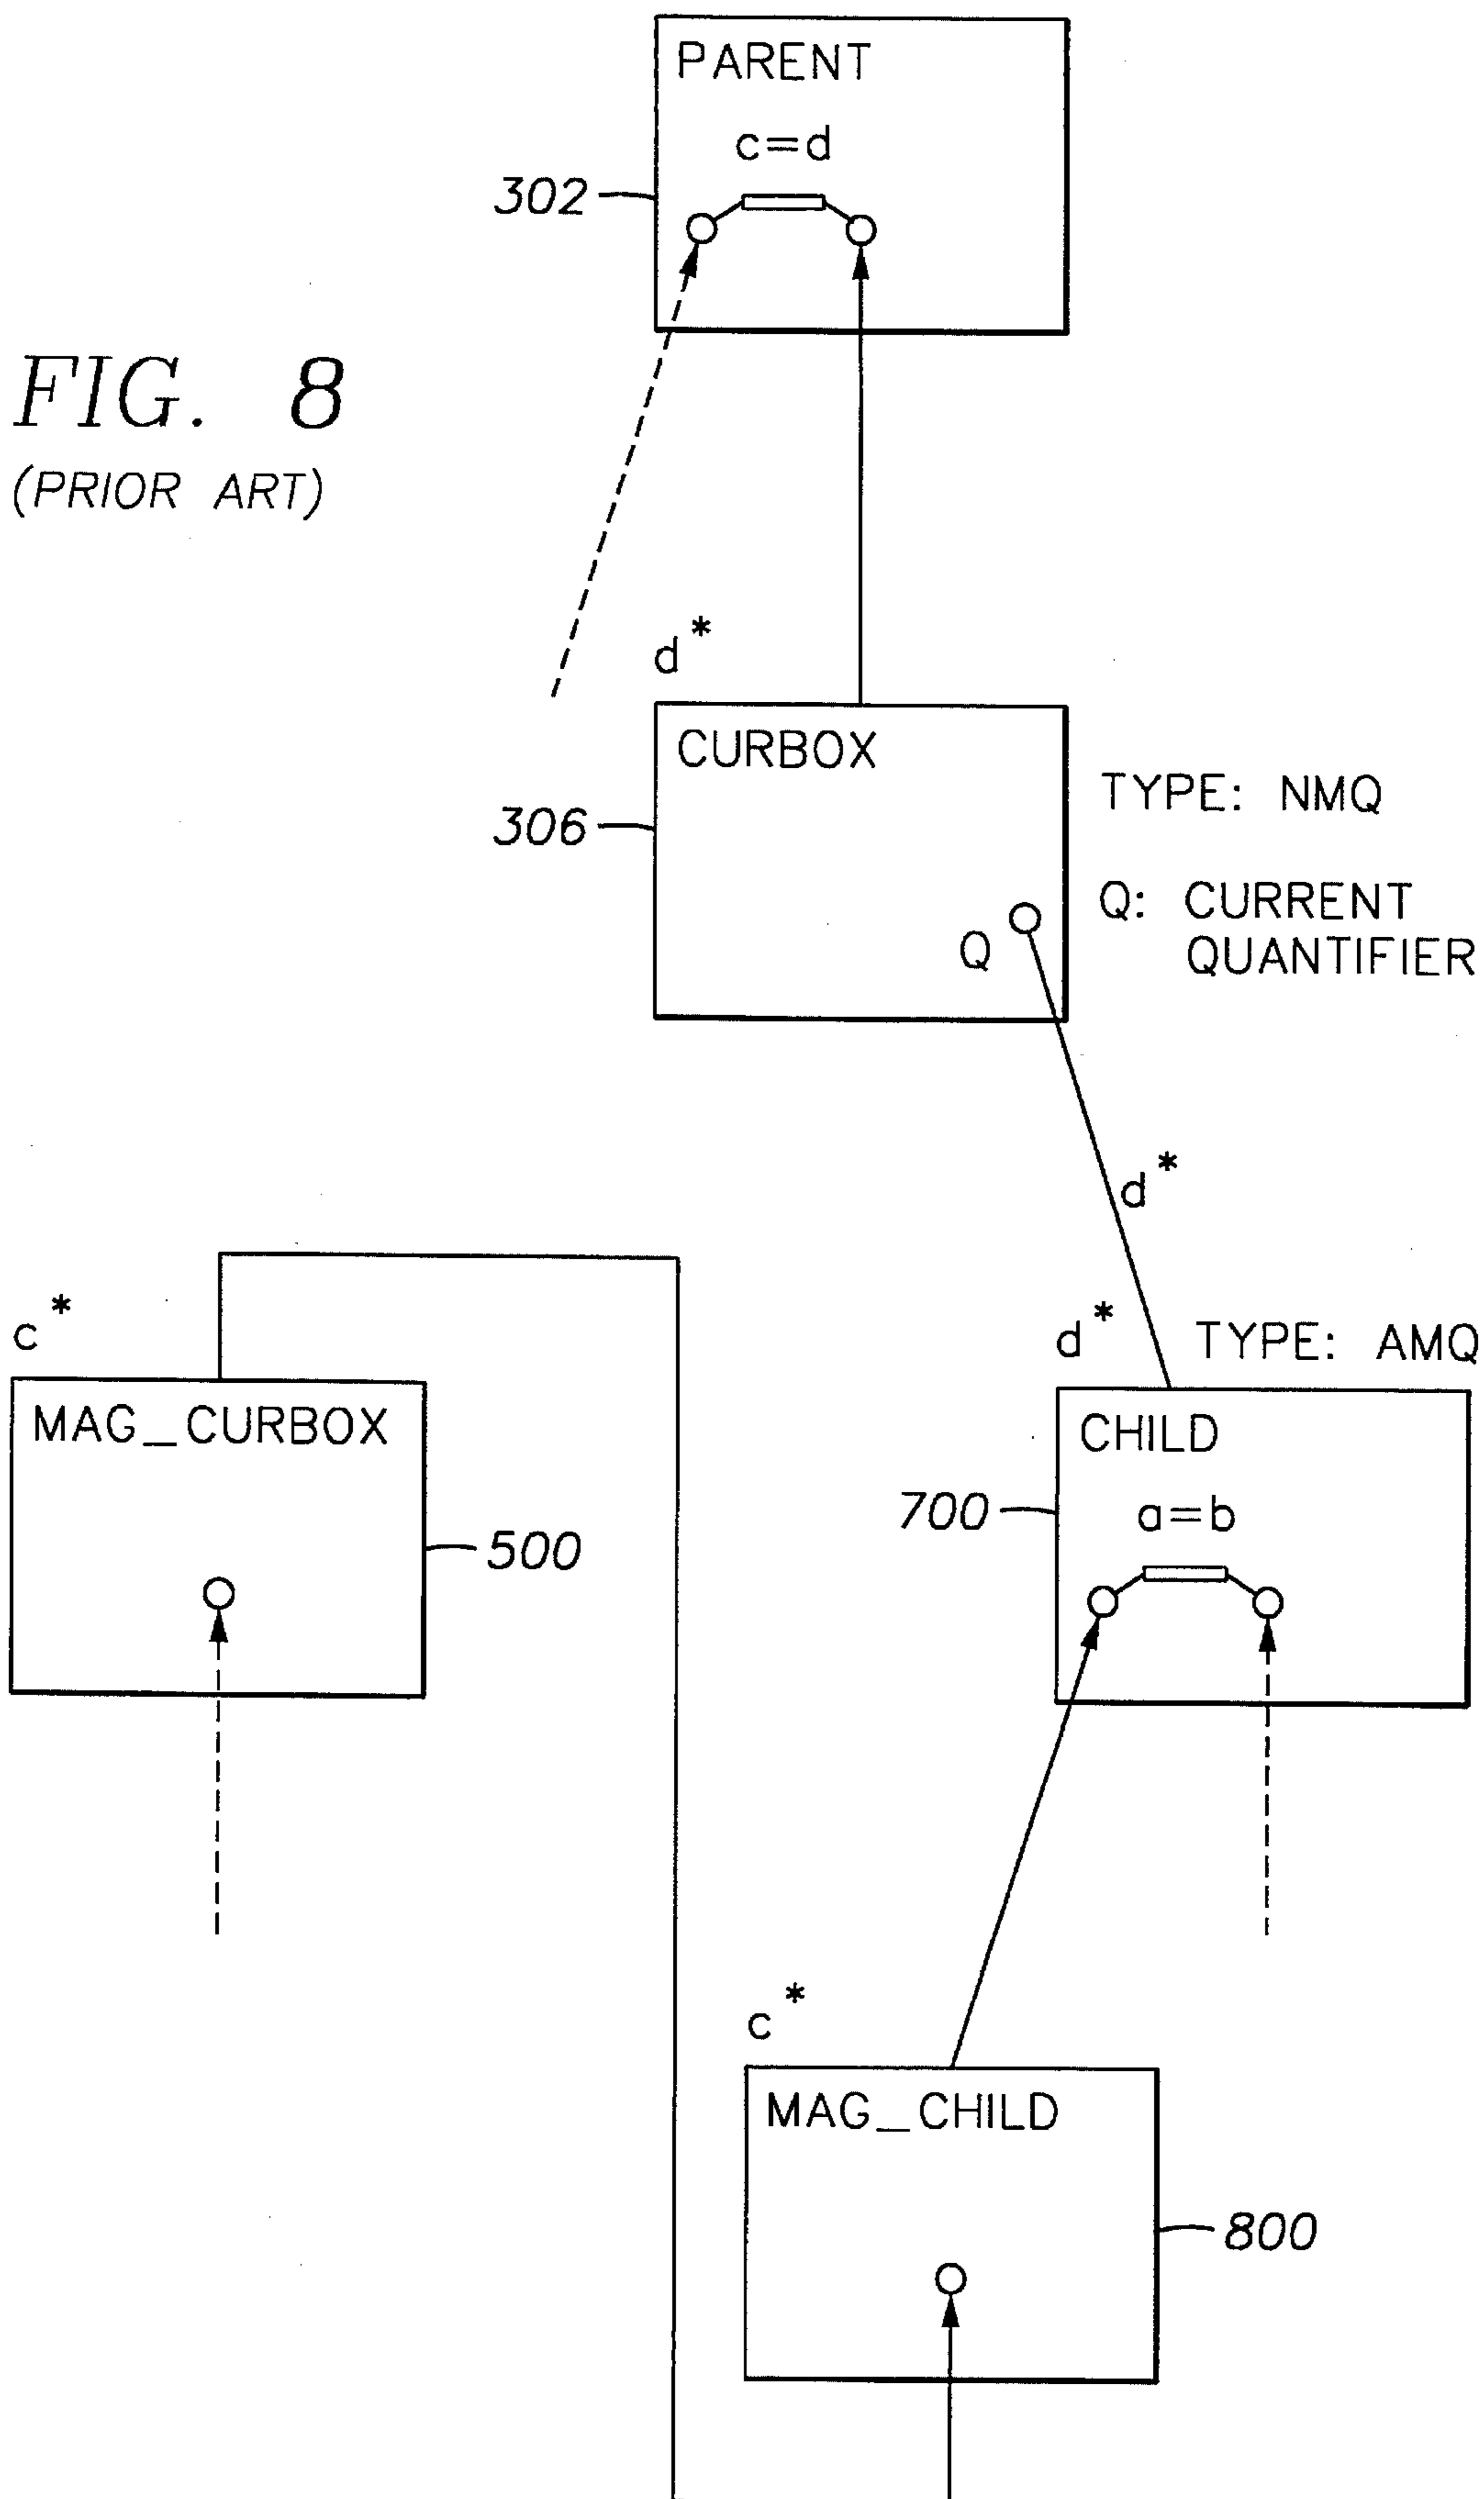 PARENT
c=d
302
FIG. 8
(PRIOR ART)
d*
CURBOX
306
TYPE: NMQ
Q
Q: CURRENT
QUANTIFIER
d*
c*
MAG_CURBOX
500
d*
TYPE: AMQ
CHILD
700
a=b
c*
MAG_CHILD
800